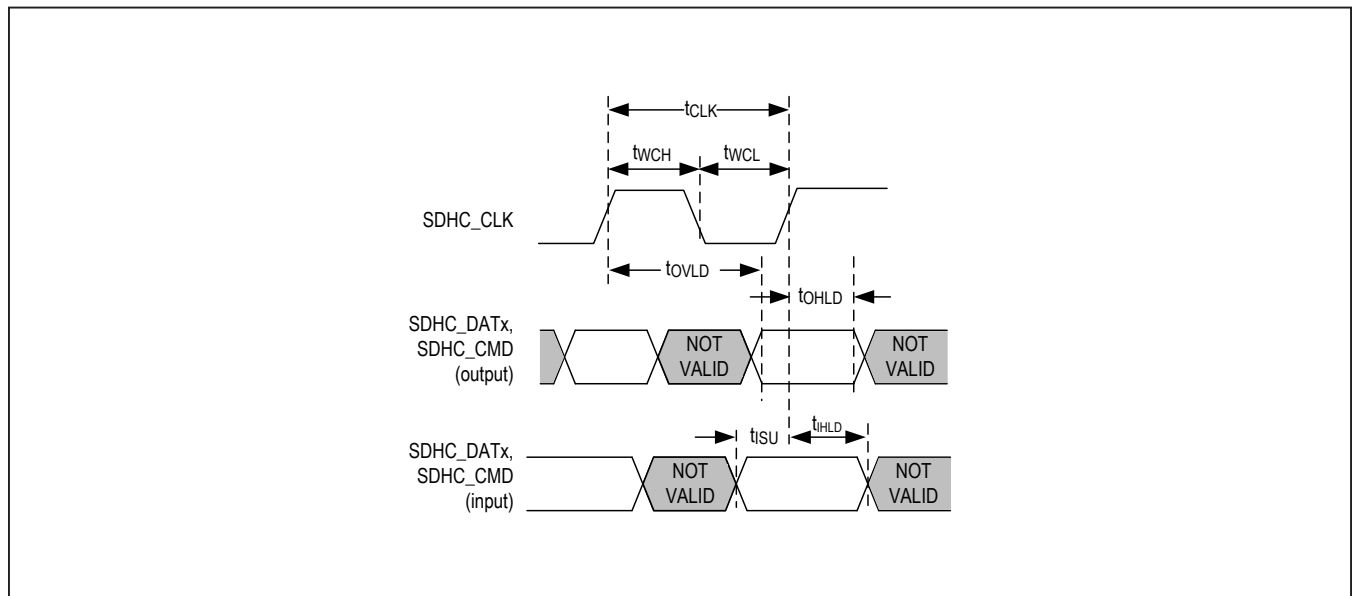 tCLK
tWCH
tWCL
SDHC_CLK
tOVLD
tOHLD
SDHC_DATx,
SDHC_CMD
(output)
NOT
VALID
NOT
VALID
tISU
tIHLD
SDHC_DATx,
SDHC_CMD
(input)
NOT
VALID
NOT
VALID